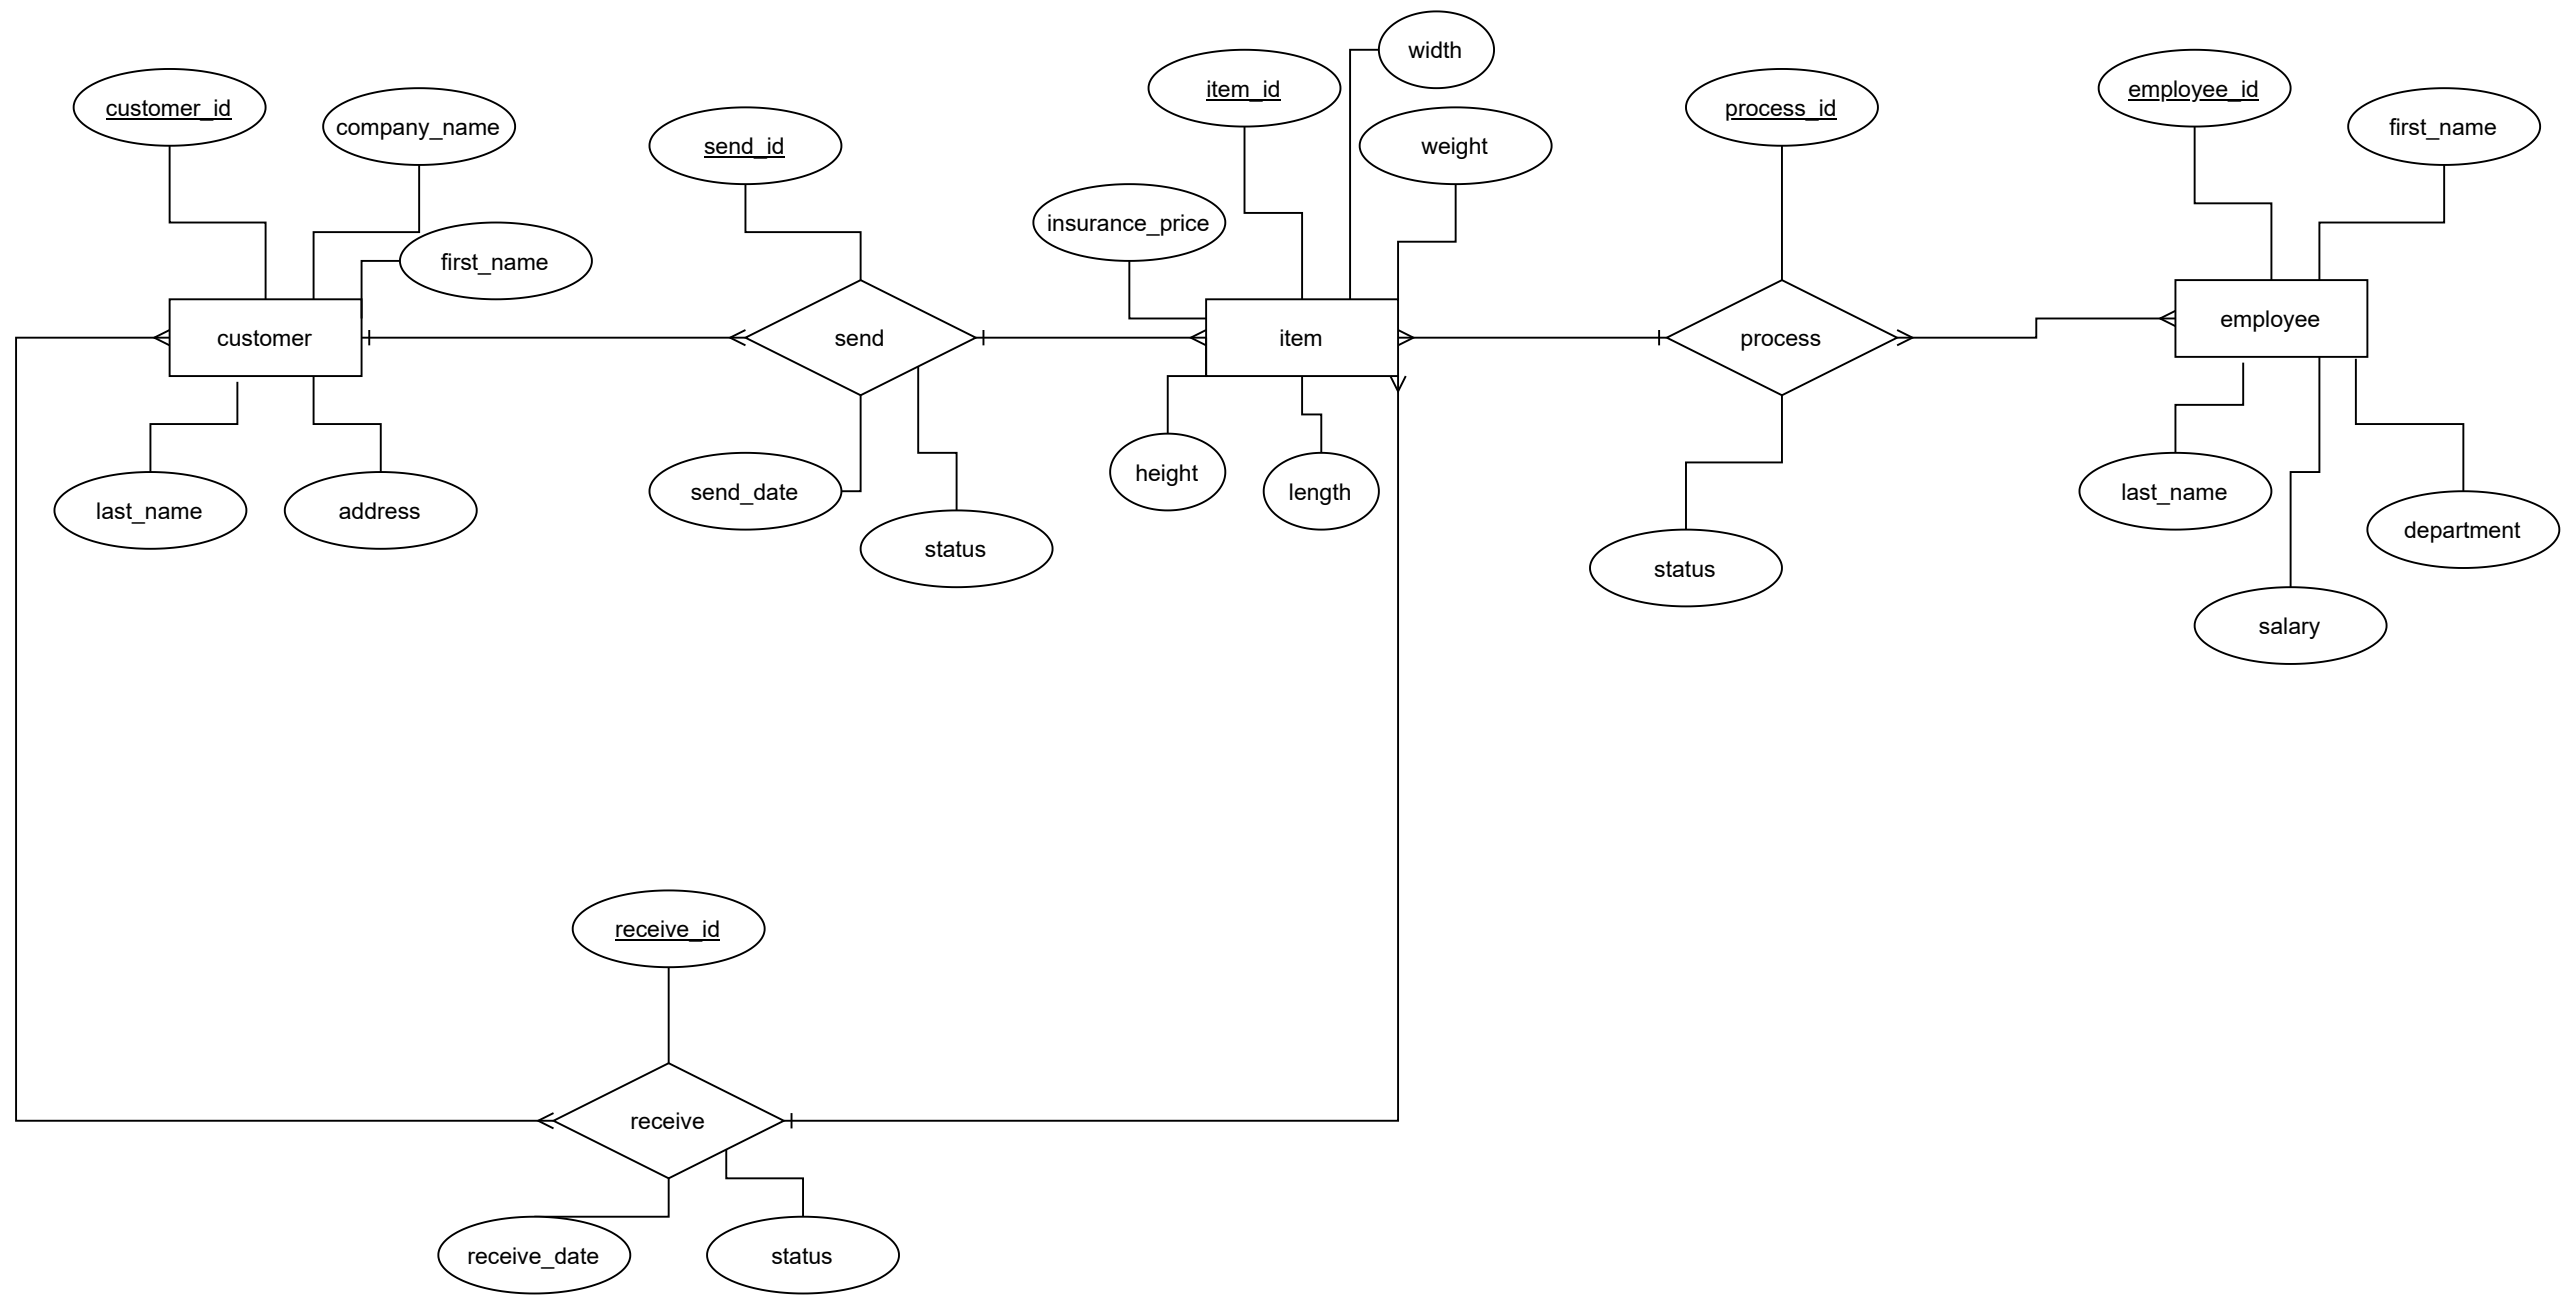 width
item_id
employee_id
customer_id
process_id
company_name
first_name
send_id
weight
insurance_price
first_name
employee
customer
send
item
process
height
length
send_date
last_name
last_name
address
department
status
status
salary
receive_id
receive
receive_date
status